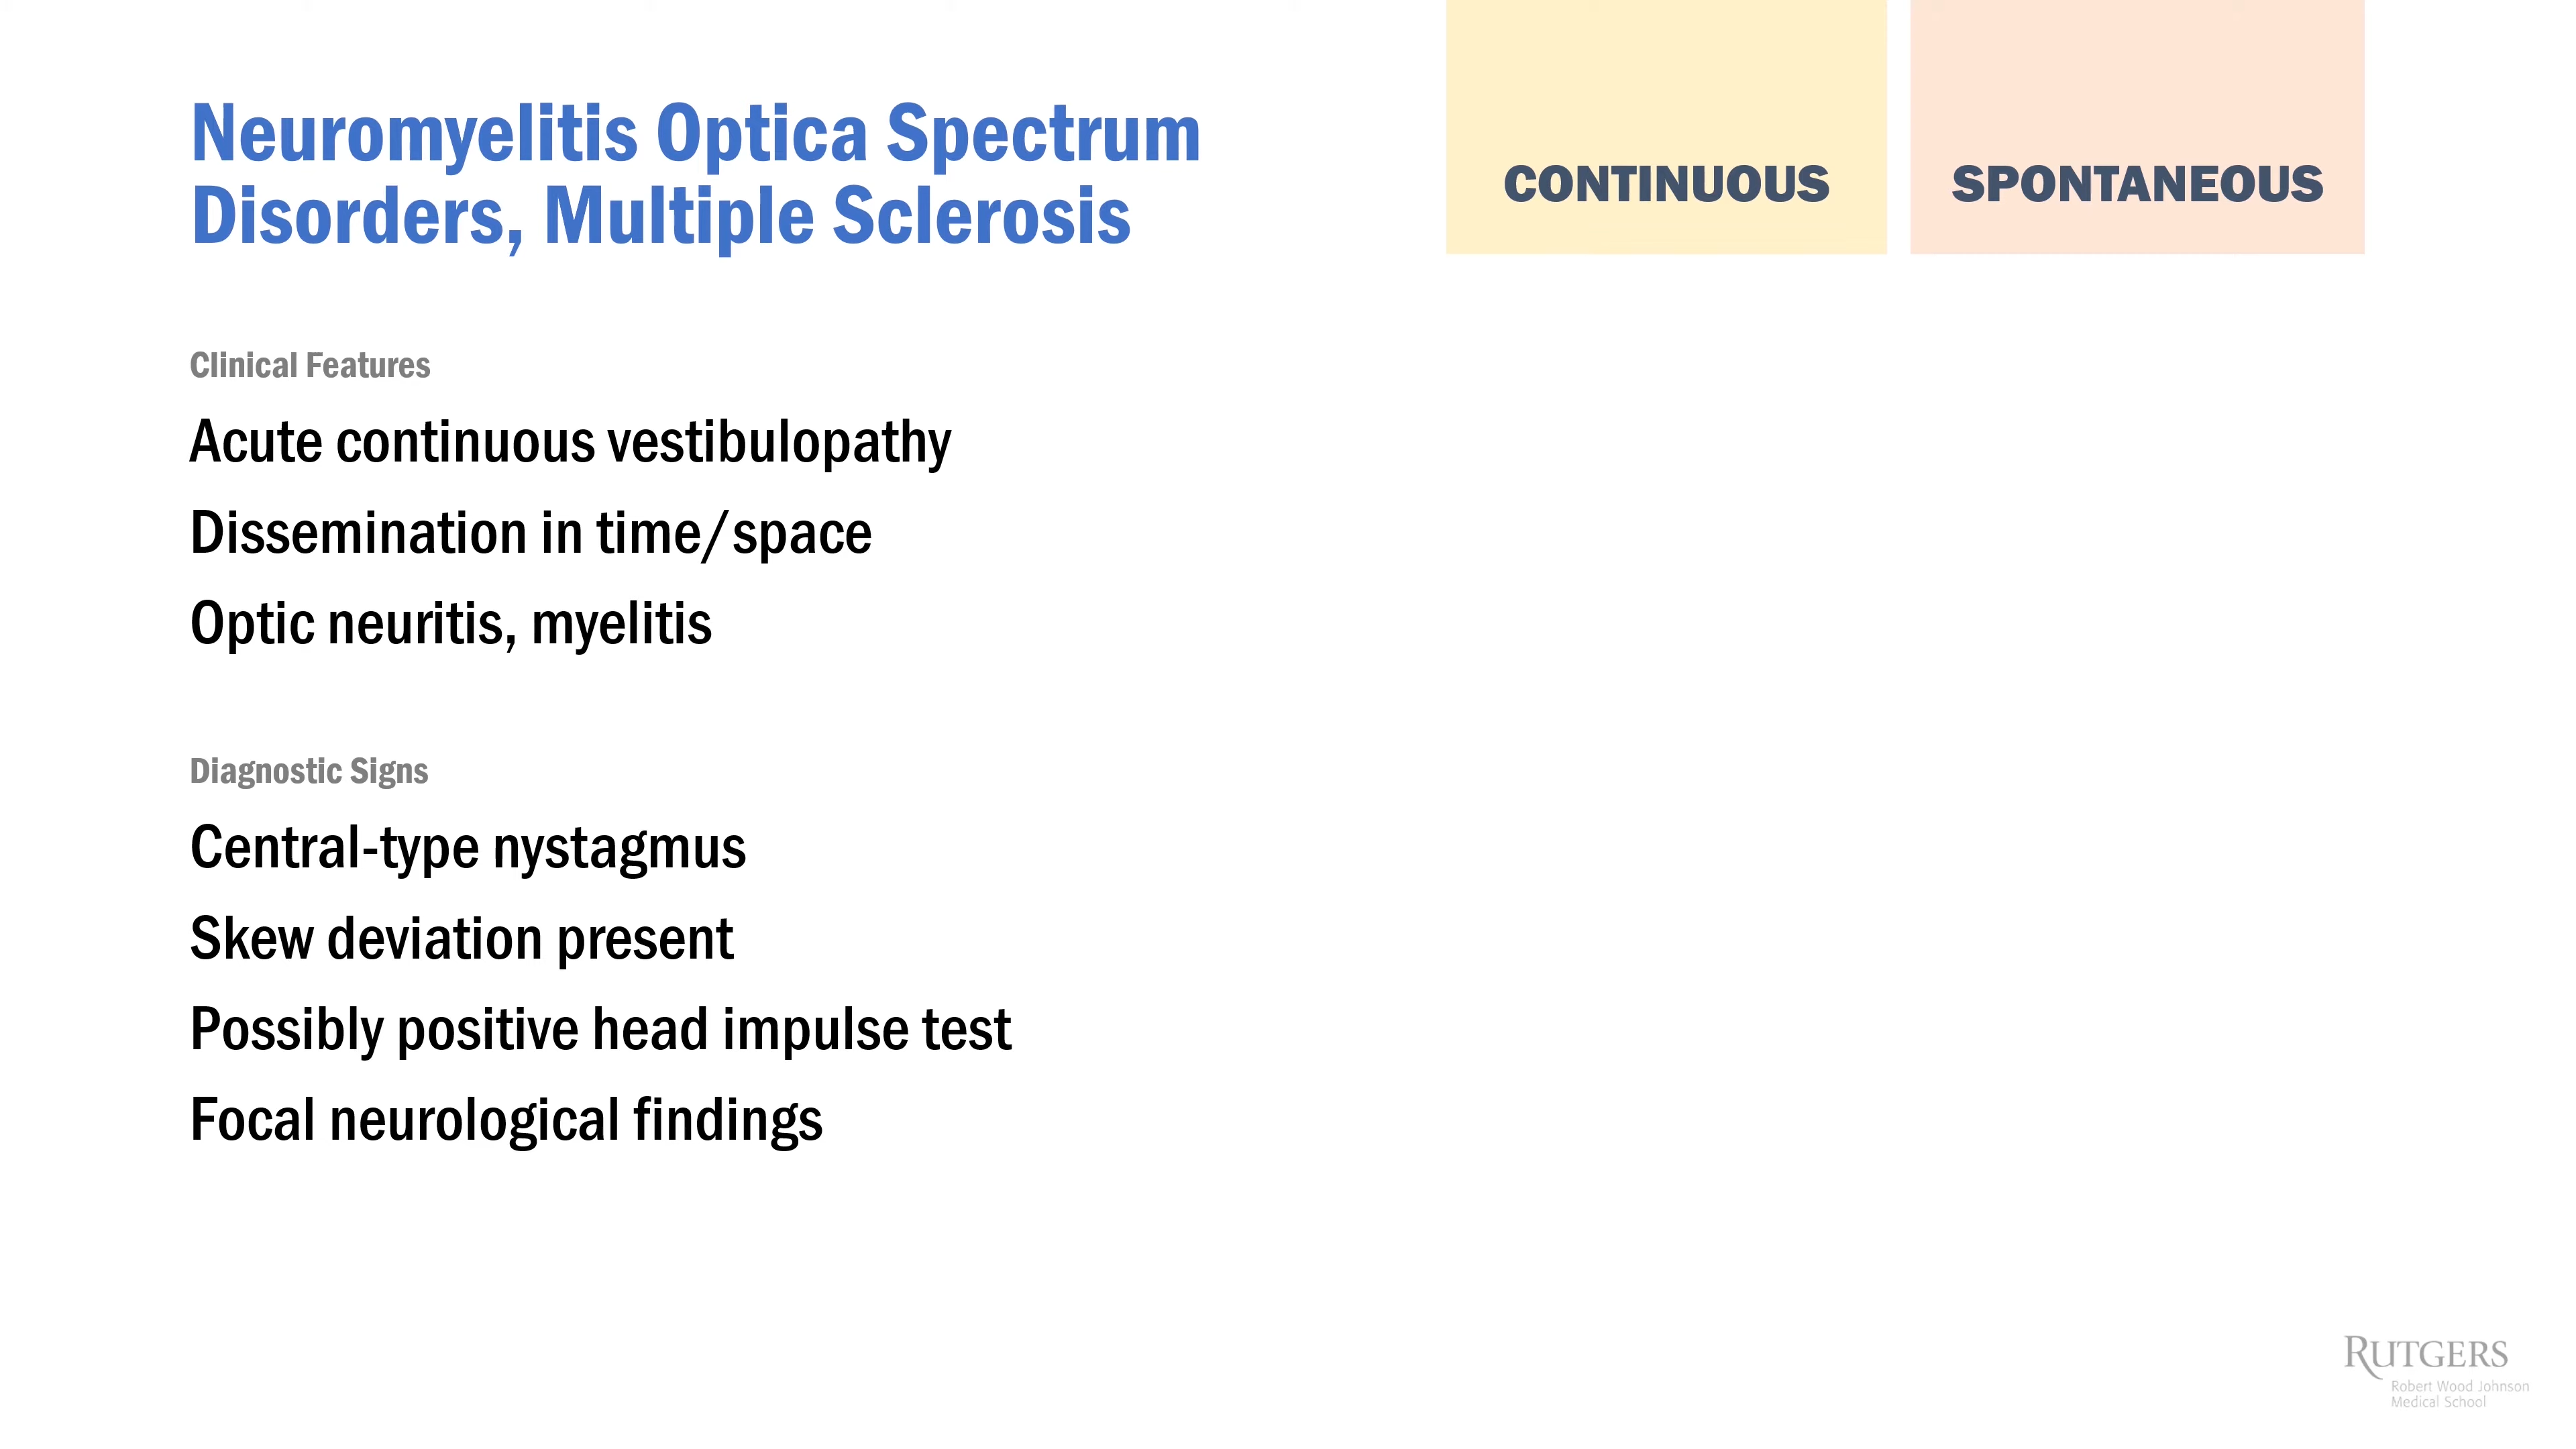 Neuromyelitis Optica Spectrum
Disorders, Multiple Sclerosis
CONTINUOUS
SPONTANEOUS
Clinical Features
Acute continuous vestibulopathy
Dissemination in time/space
Optic neuritis, myelitis
Diagnostic Signs
Central-type nystagmus
Skew deviation present
Possibly positive head impulse test
Focal neurological findings
RUTGERS
Robert Wood Johnson
Medical School